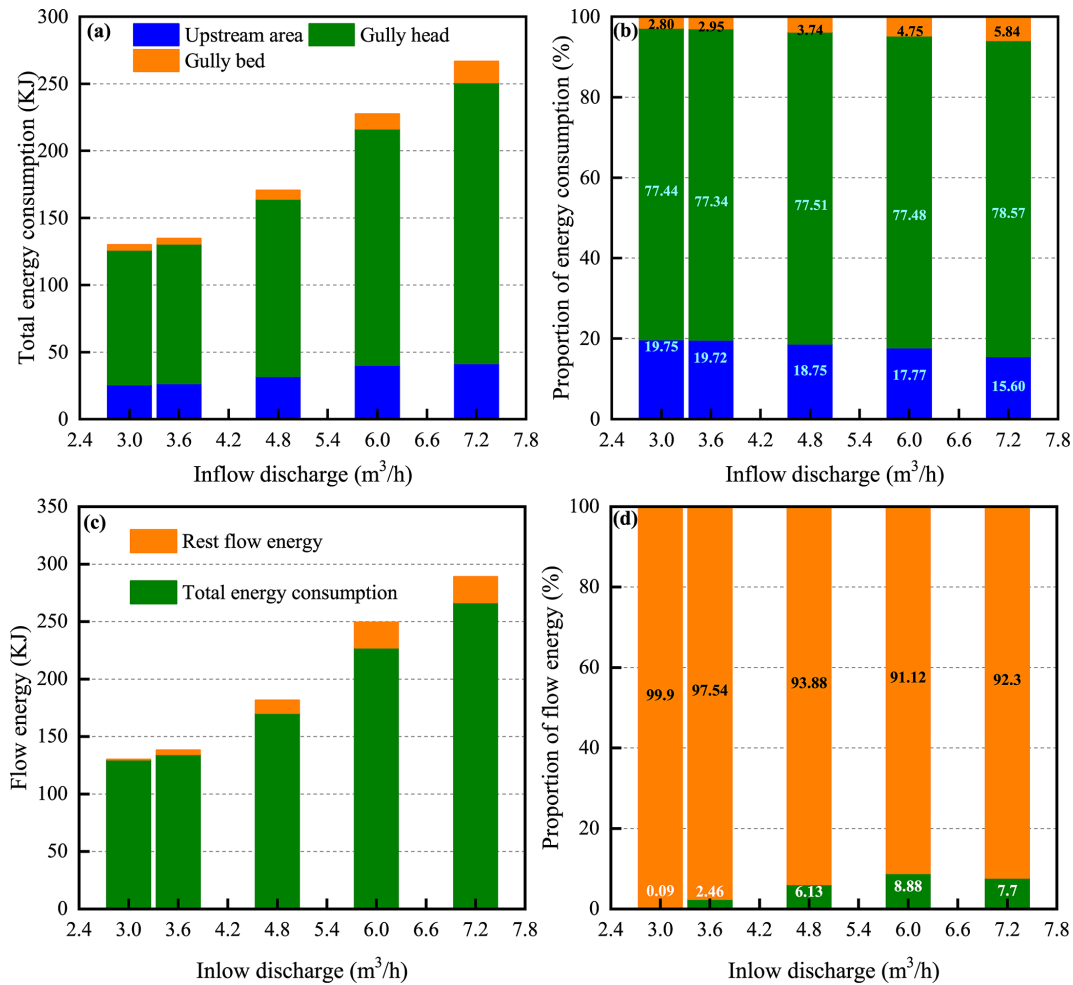 (a)
Upstream area
Gully head
Gully bed
Total energy consumption (KJ)
300
250
200
150
100
50
0
2.4 3.0 3.6 4.2 4.8 5.4 6.0 6.6 7.2 7.8
Inflow discharge (m³/h)
(b)
Proportion of energy consumption (%)
100
80
60
40
20
0
2.80 2.95 3.74 4.75 5.84
77.44 77.34 77.51 77.48 78.57
19.75 19.72 18.75 17.77 15.60
2.4 3.0 3.6 4.2 4.8 5.4 6.0 6.6 7.2 7.8
Inflow discharge (m³/h)
(c)
Rest flow energy
Total energy consumption
Flow energy (KJ)
350
300
250
200
150
100
50
0
2.4 3.0 3.6 4.2 4.8 5.4 6.0 6.6 7.2 7.8
Inlow discharge (m³/h)
(d)
Proportion of flow energy (%)
100
80
60
40
20
0
99.9 97.54 93.88 91.12 92.3
0.09 2.46 6.13 8.88 7.7
2.4 3.0 3.6 4.2 4.8 5.4 6.0 6.6 7.2 7.8
Inlow discharge (m³/h)